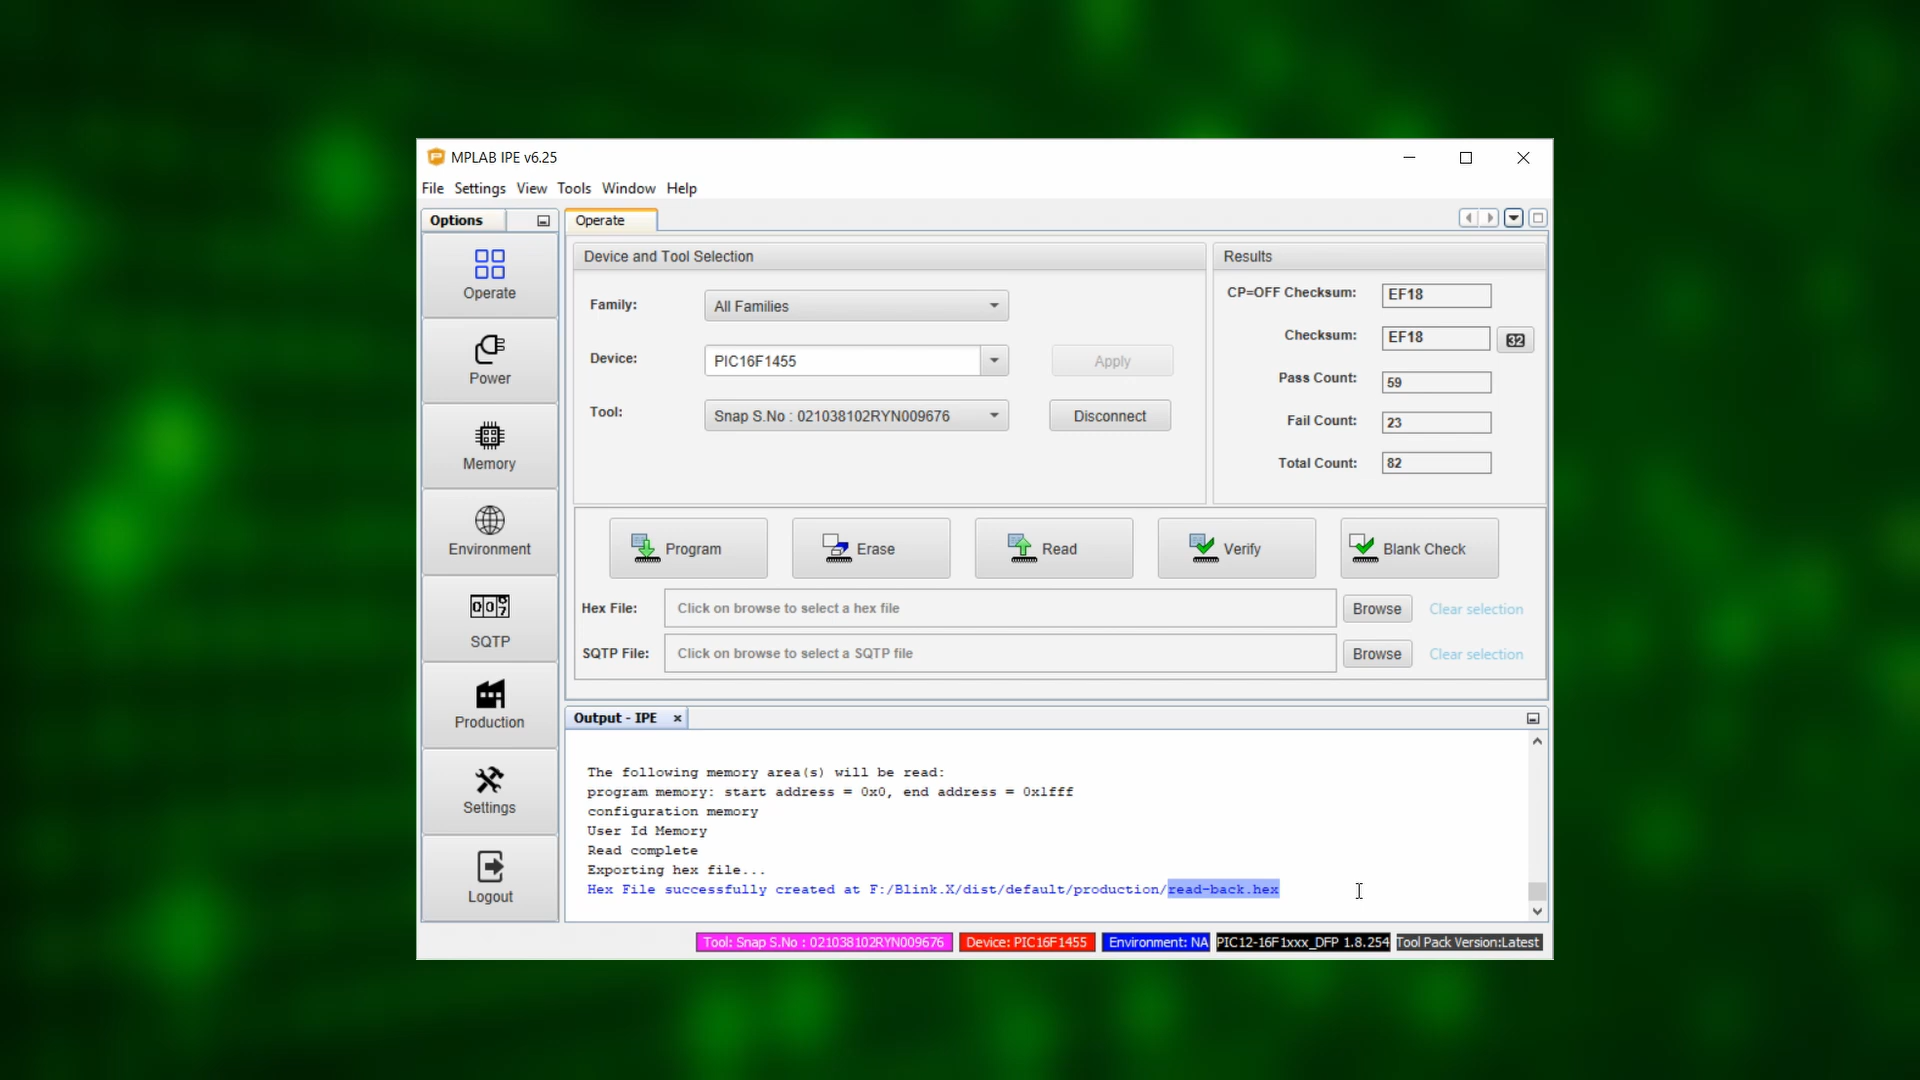 MPLAB IPE v6.25
File Settings View Tools Window Help
Options
Operate
Power
Memory
Environment
SQTP
Production
Settings
Logout
Operate
Device and Tool Selection
Family:
All Families
Device:
PIC16F1455
Apply
Tool:
Snap S.No : 021038102RYN009676
Disconnect
Results
CP=OFF Checksum:
EF18
Checksum:
EF18
32
Pass Count:
59
Fail Count:
23
Total Count:
82
Program
Erase
Read
Verify
Blank Check
Hex File:
Click on browse to select a hex file
Browse
Clear selection
SQTP File:
Click on browse to select a SQTP file
Browse
Clear selection
Output - IPE
The following memory area(s) will be read:
program memory: start address = 0x0, end address = 0x1fff
configuration memory
User Id Memory
Read complete
Exporting hex file...
Hex File successfully created at F:/Blink.X/dist/default/production/read-back.hex
Tool: Snap S.No : 021038102RYN009676
Device: PIC16F1455
Environment: NA
PIC12-16F1xxx_DFP 1.8.254
Tool Pack Version:Latest